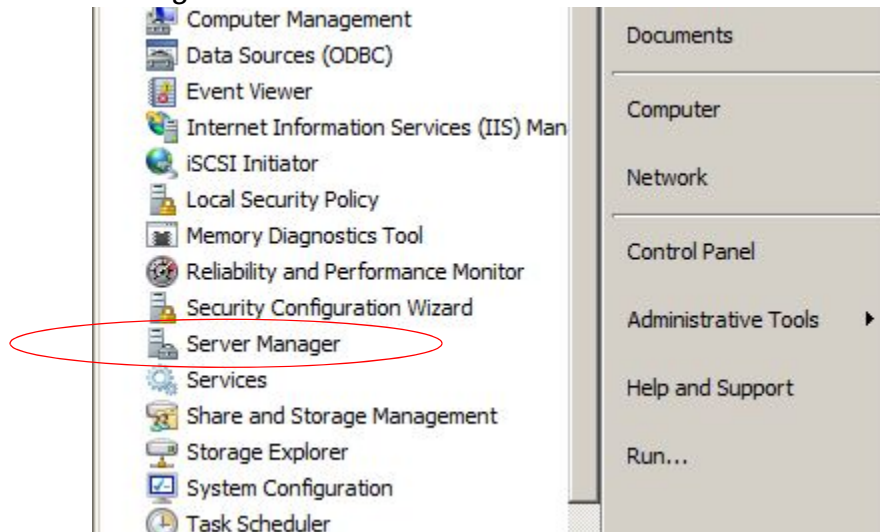 Computer Management
Data Sources (ODBC)
Event Viewer
Internet Information Services (IIS) Man
iSCSI Initiator
Local Security Policy
Memory Diagnostics Tool
Reliability and Performance Monitor
Security Configuration Wizard
Server Manager
Services
Share and Storage Management
Storage Explorer
System Configuration
Task Scheduler
Documents
Computer
Network
Control Panel
Administrative Tools
Help and Support
Run...